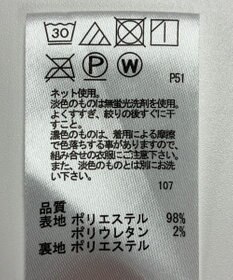 30
P W
P51
ネット使用。
淡色のものは無蛍光洗剤を使用。
よくすすぎ、絞りの後すぐに干
すこと。
濃色のものは、着用による摩擦
で色落ちする事がありますので、
組み合せの衣服にご注意下さい。
また、淡色のものとは別にお洗
い下さい。
107
品質
表地 ポリエステル 98%
ポリウレタン 2%
裏地 ポリエステル